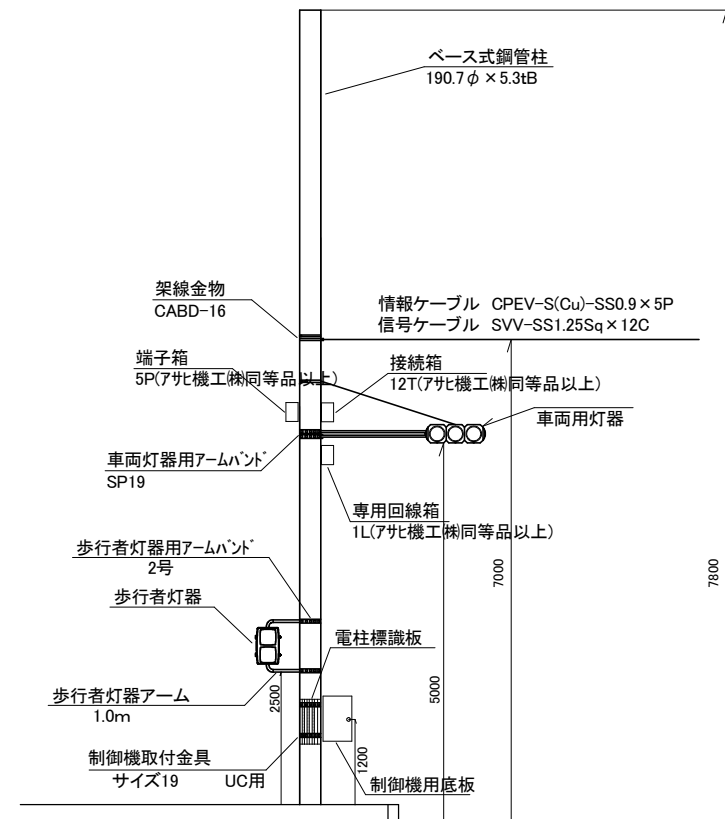 ベース式鋼管柱
190.7φ×5.3tB
架線金物
CABD-16
情報ケーブル CPEV-S(Cu)-SS0.9×5P
信号ケーブル SVV-SS1.25Sq×12C
端子箱
5P(アサヒ機工㈱同等品以上)
接続箱
12T(アサヒ機工㈱同等品以上)
車両用灯器
車両灯器用アームバンド
SP19
専用回線箱
1L(アサヒ機工㈱同等品以上)
歩行者灯器用アームバンド
2号
7000
7800
歩行者灯器
電柱標識板
歩行者灯器アーム
1.0m
2500
5000
制御機取付金具
サイズ19 UC用
1200
制御機用底板